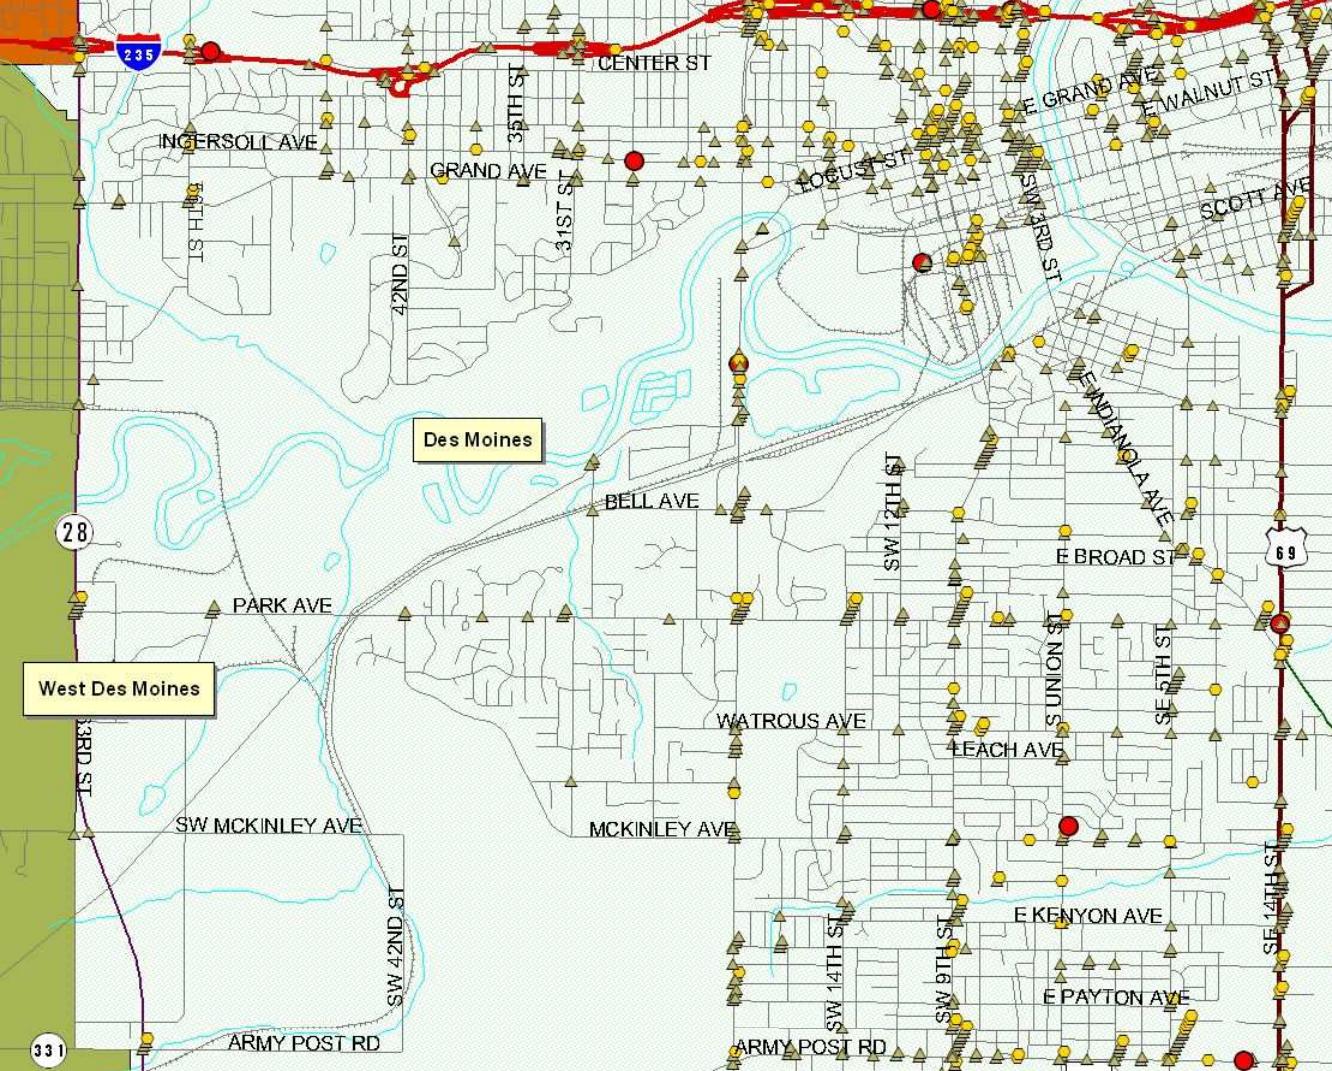 235
CENTER ST
35TH ST
E GRAND AVE
E WALNUT ST
INGERSOLL AVE
GRAND AVE
LOCUST ST
SCOTT AVE
56TH ST
31ST ST
SW 3RD ST
42ND ST
Des Moines
E INDIANOLA AVE
BELL AVE
SW 12TH ST
28
E BROAD ST
69
PARK AVE
S UNION ST
SE 5TH ST
West Des Moines
63RD ST
WATROUS AVE
LEACH AVE
SW MCKINLEY AVE
MCKINLEY AVE
SE 14TH ST
SW 42ND ST
E KENYON AVE
SW 14TH ST
SW 9TH ST
E PAYTON AVE
ARMY POST RD
ARMY POST RD
331